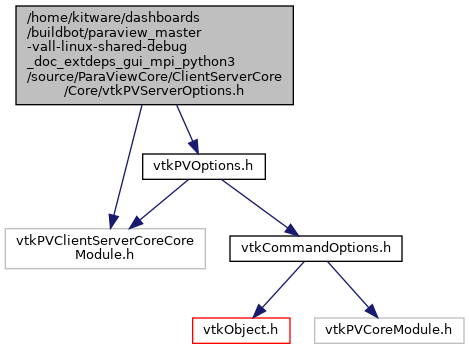 /home/kitware/dashboards
/buildbot/paraview_master
-vall-linux-shared-debug
_doc_extdeps_gui_mpi_python3
/source/ParaViewCore/ClientServerCore
/Core/vtkPVServerOptions.h
vtkPVOptions.h
vtkPVClientServerCoreCore
Module.h
vtkCommandOptions.h
vtkObject.h
vtkPVCoreModule.h